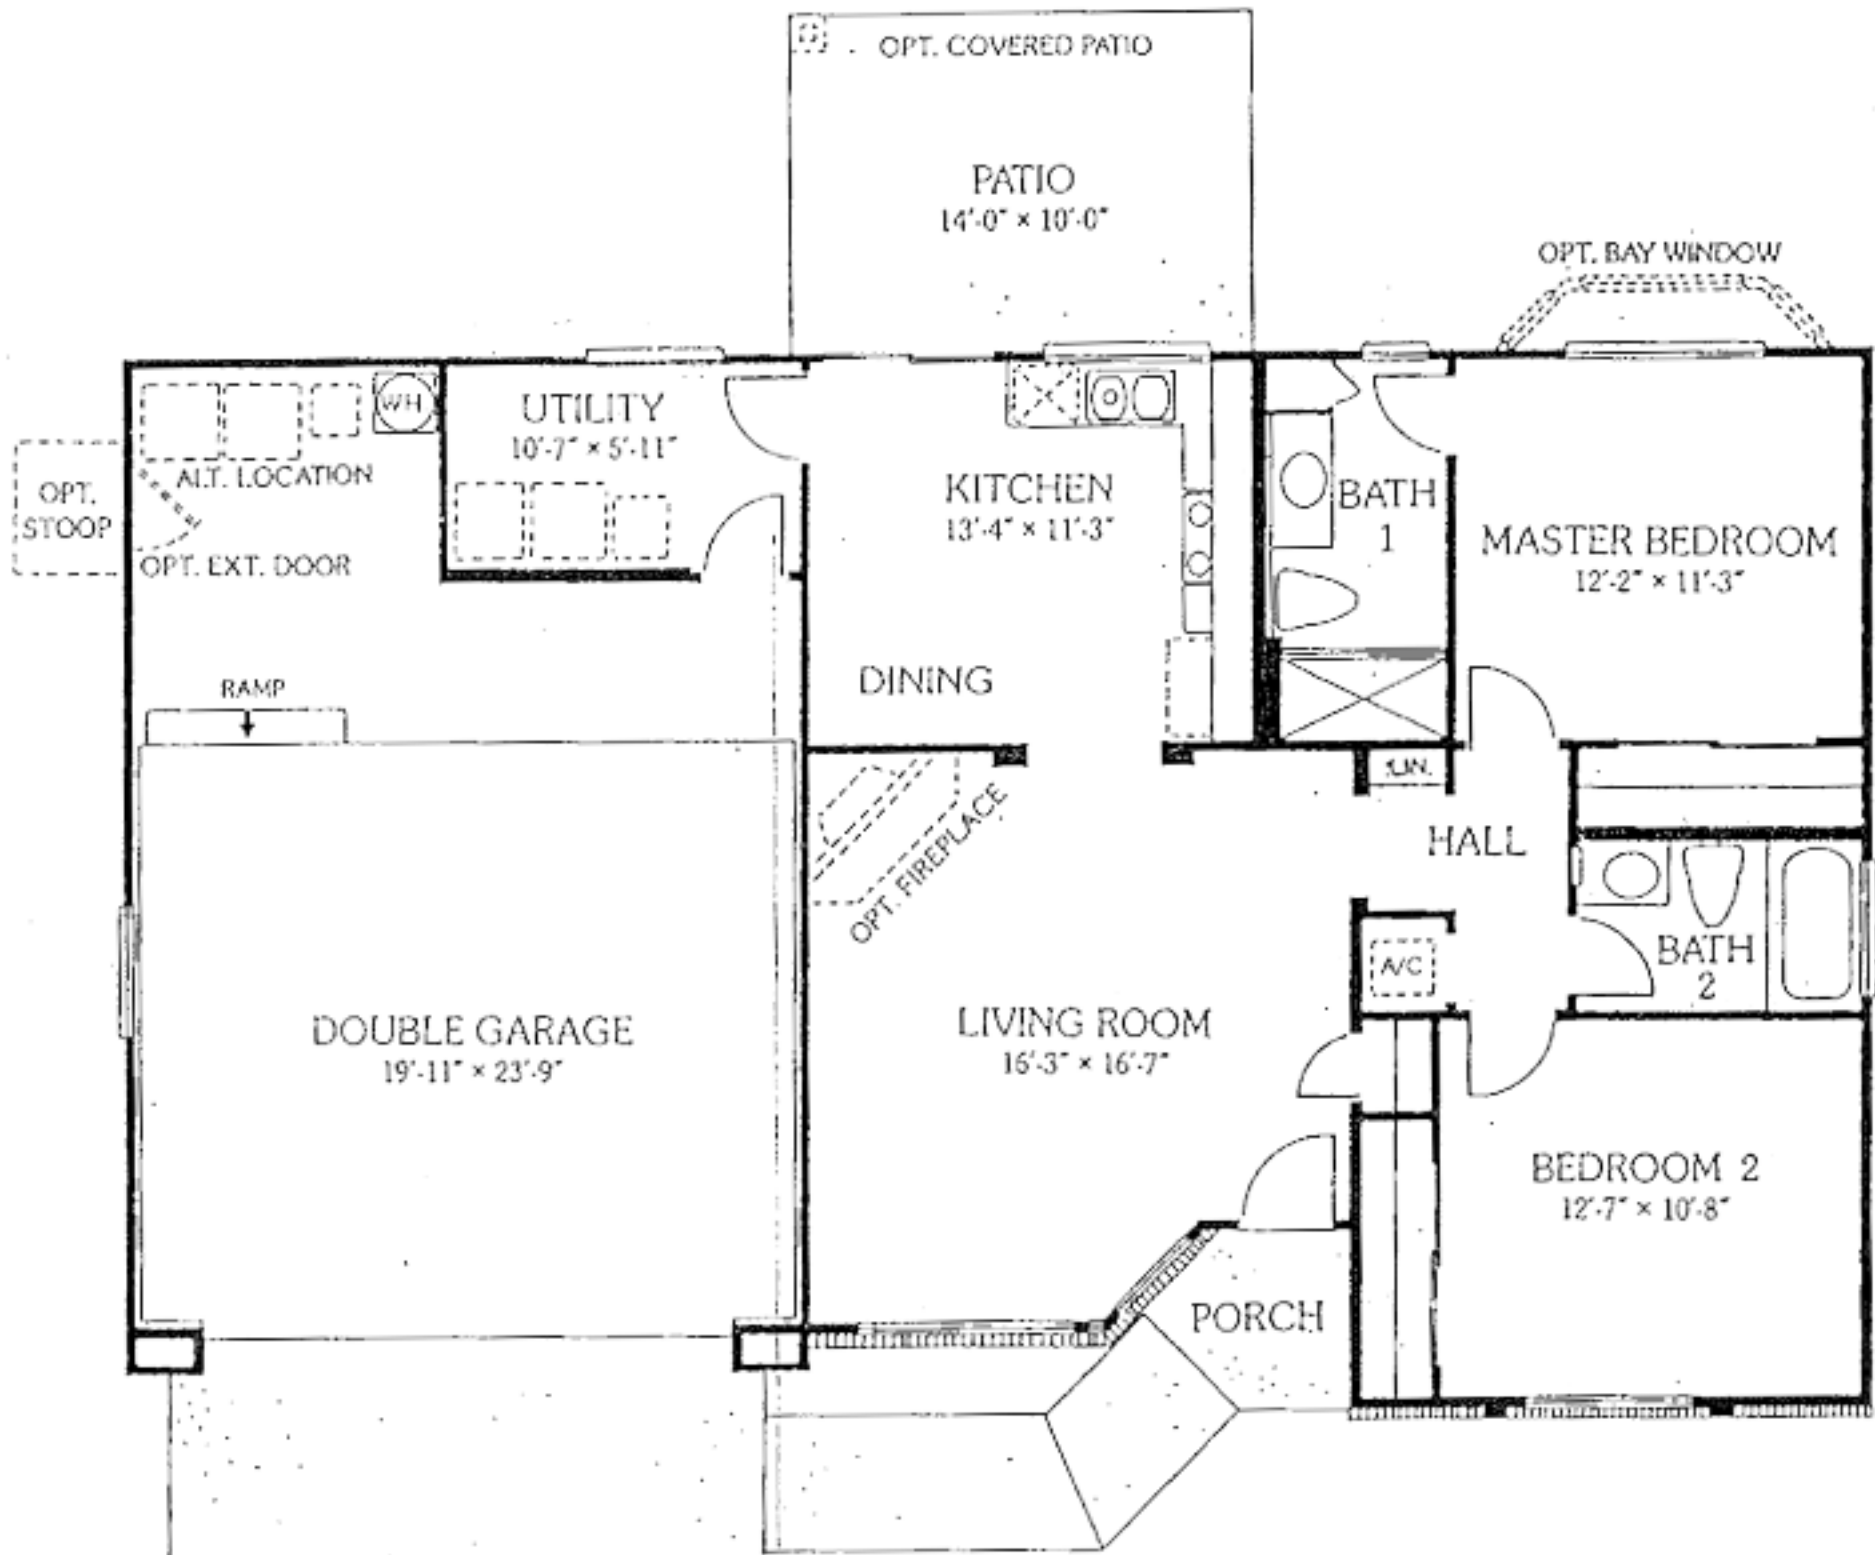 OPT. COVERED PATIO
PATIO
14'-0" × 10'-0"
OPT. BAY WINDOW
WH
UTILITY
10'-7" × 5'-11"
ALT. LOCATION
OPT.
STOOP
OPT. EXT. DOOR
KITCHEN
13'-4" × 11'-3"
BATH
1
MASTER BEDROOM
12'-2" × 11'-3"
DINING
RAMP
OPT. FIREPLACE
LIN.
HALL
BATH
2
A/C
DOUBLE GARAGE
19'-11" × 23'-9"
LIVING ROOM
16'-3" × 16'-7"
BEDROOM 2
12'-7" × 10'-8"
PORCH